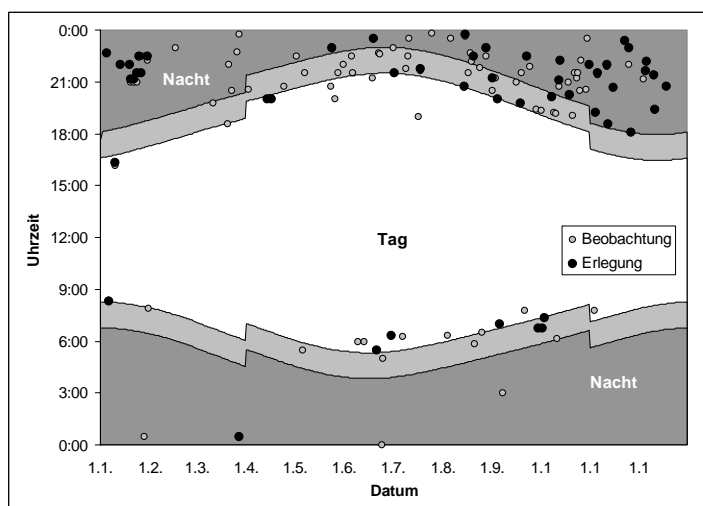 0:00
21:00
18:00
15:00
12:00
9:00
6:00
3:00
0:00
Uhrzeit
Nacht
Tag
Beobachtung
Erlegung
Nacht
1.1. 1.2. 1.3. 1.4. 1.5. 1.6. 1.7. 1.8. 1.9. 1.1 1.1 1.1
Datum